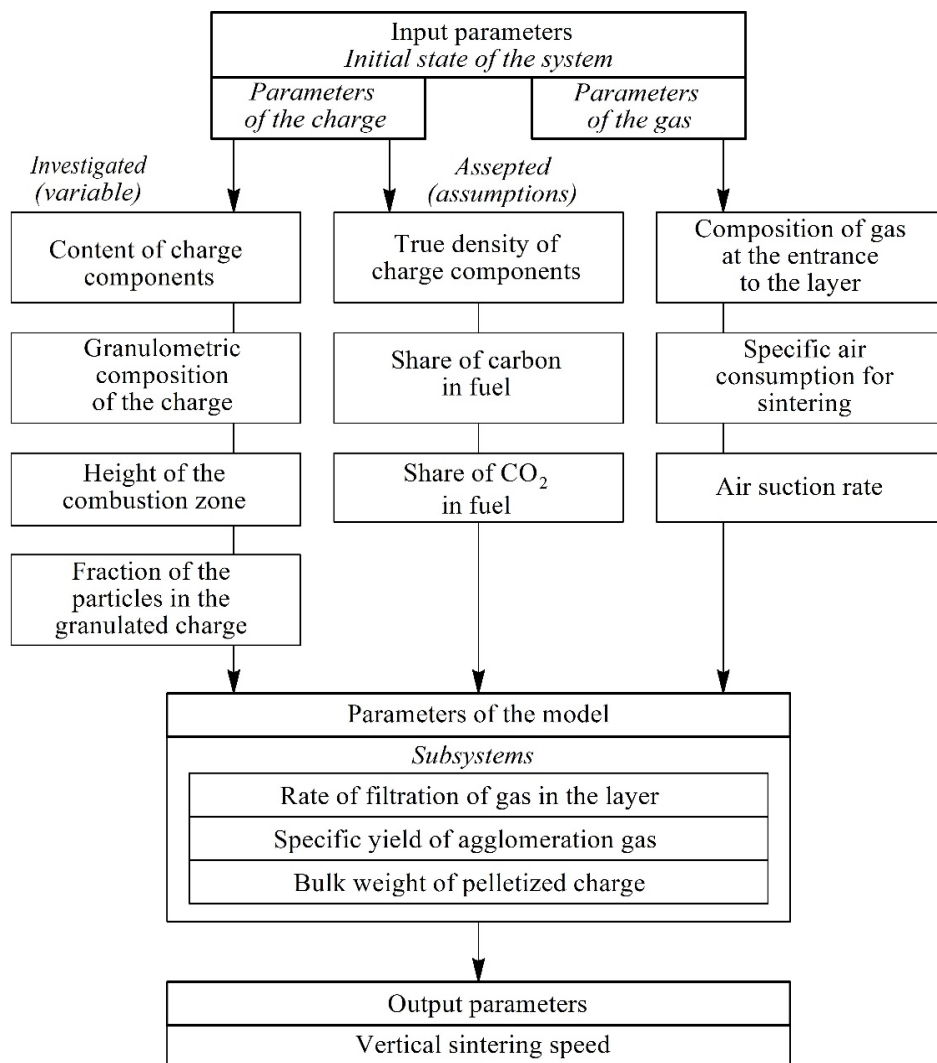 Input parameters
Initial state of the system
Parameters
of the charge
Parameters
of the gas
Investigated
(variable)
Assepted
(assumptions)
Content of charge
components
True density of
charge components
Composition of gas
at the entrance
to the layer
Granulometric
composition
of the charge
Share of carbon
in fuel
Specific air
consumption for
sintering
Height of the
combustion zone
Share of CO₂
in fuel
Air suction rate
Fraction of the
particles in the
granulated charge
Parameters of the model
Subsystems
Rate of filtration of gas in the layer
Specific yield of agglomeration gas
Bulk weight of pelletized charge
Output parameters
Vertical sintering speed